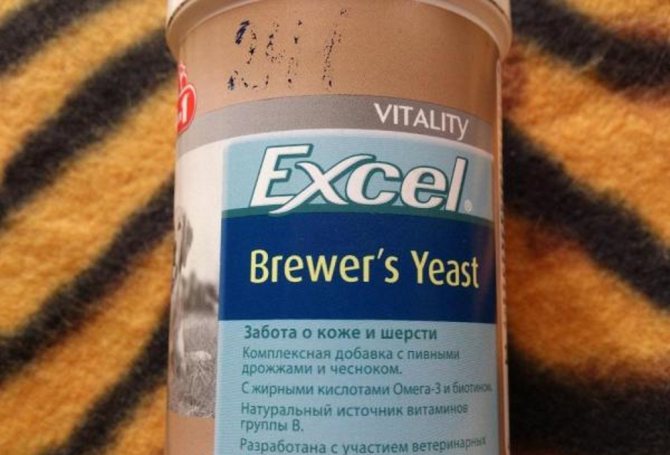 VITALITY
Excel
Brewer's Yeast
Забота о коже и шерсти
Комплексная добавка с пивными
дрожжами и чесноком.
С жирными кислотами Омега-3 и биотином.
Натуральный источник витаминов
группы В.
Разработана с участием ветеринарных